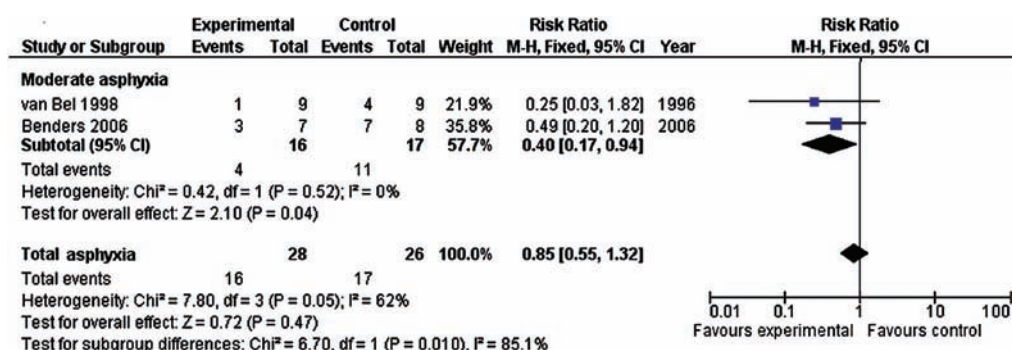 Experimental Control Risk Ratio Risk Ratio
Study or Subgroup Events Total Events Total Weight M-H, Fixed, 95% CI Year M-H, Fixed, 95% CI
Moderate asphyxia
van Bel 1998 1 9 4 9 21.9% 0.25 [0.03, 1.82] 1996
Benders 2006 3 7 7 8 35.8% 0.49 [0.20, 1.20] 2006
Subtotal (95% CI) 16 17 57.7% 0.40 [0.17, 0.94]
Total events 4 11
Heterogeneity: Chi² = 0.42, df = 1 (P = 0.52); I² = 0%
Test for overall effect: Z = 2.10 (P = 0.04)
Total asphyxia 28 26 100.0% 0.85 [0.55, 1.32]
Total events 16 17
Heterogeneity: Chi² = 7.80, df = 3 (P = 0.05); I² = 62%
Test for overall effect: Z = 0.72 (P = 0.47)
Test for subgroup differences: Chi² = 6.70, df = 1 (P = 0.010), I² = 85.1%
0.01 0.1 1 10 100
Favours experimental Favours control